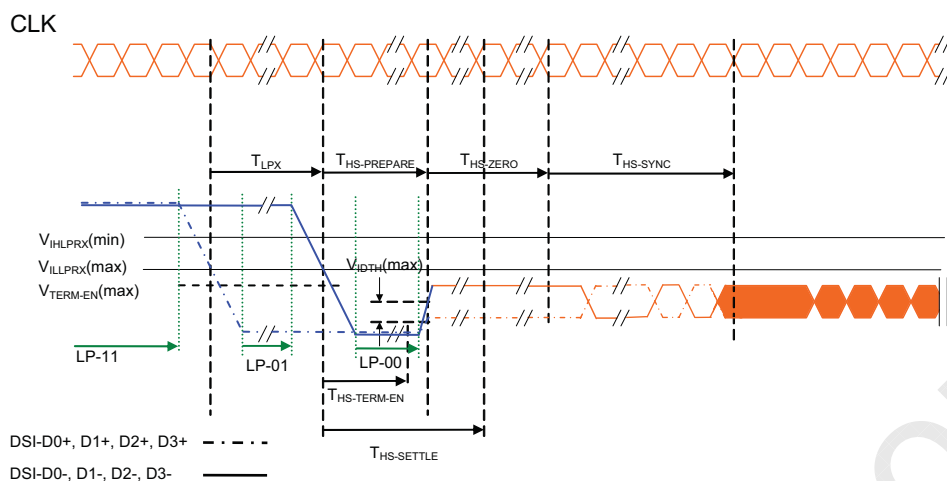 CLK
TLPX
THS-PREPARE
THS-ZERO
THS-SYNC
VIHLPRX(min)
VILLPRX(max)
VIDTH(max)
VTERM-EN(max)
LP-11
LP-01
LP-00
THS-TERM-EN
THS-SETTLE
DSI-D0+, D1+, D2+, D3+
DSI-D0-, D1-, D2-, D3-